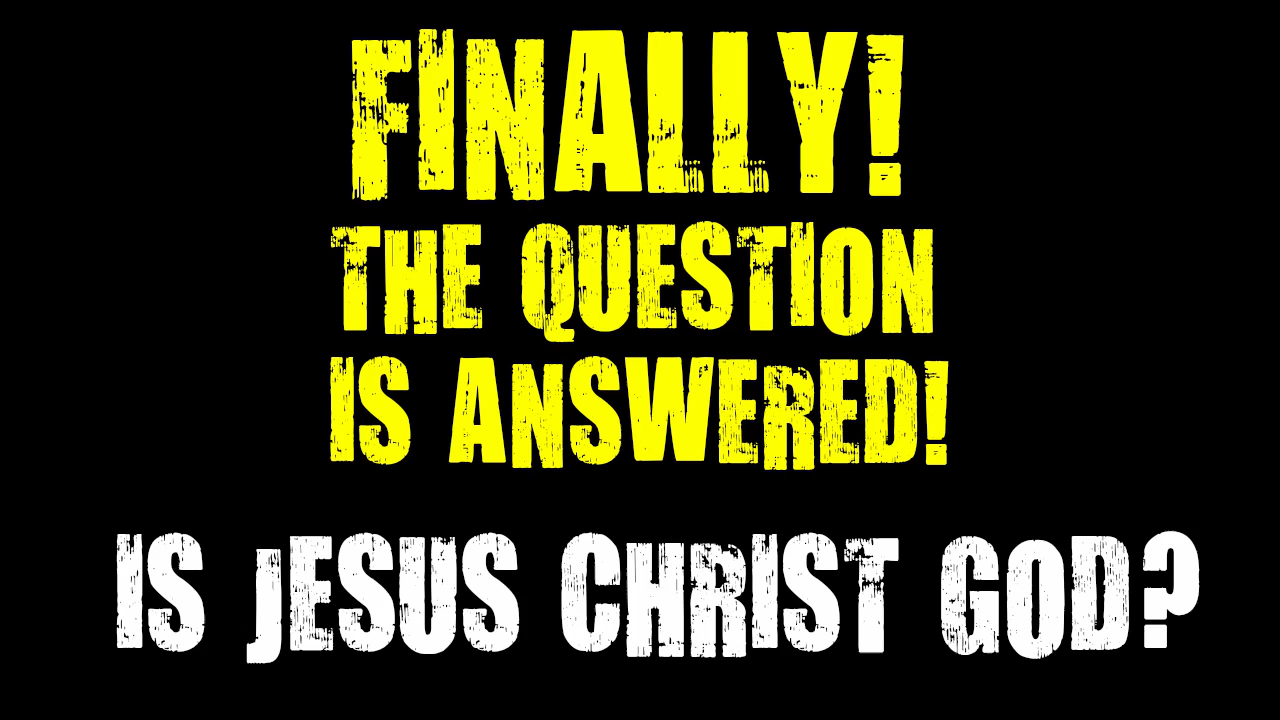 FINALLY!
THE QUESTION
IS ANSWERED!
IS JESUS CHRIST GOD?